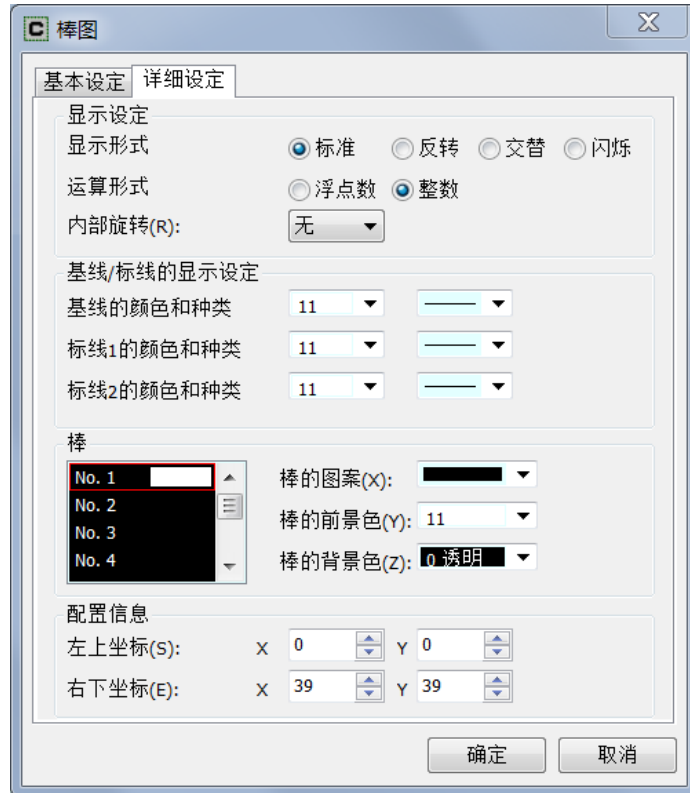 C 棒图
基本设定 详细设定
显示设定
显示形式 标准 反转 交替 闪烁
运算形式 浮点数 整数
内部旋转(R): 无
基线/标线的显示设定
基线的颜色和种类 11
标线1的颜色和种类 11
标线2的颜色和种类 11
棒
No. 1
No. 2
No. 3
No. 4
棒的图案(X):
棒的前景色(Y): 11
棒的背景色(Z): 0 透明
配置信息
左上坐标(S): X 0 Y 0
右下坐标(E): X 39 Y 39
确定 取消